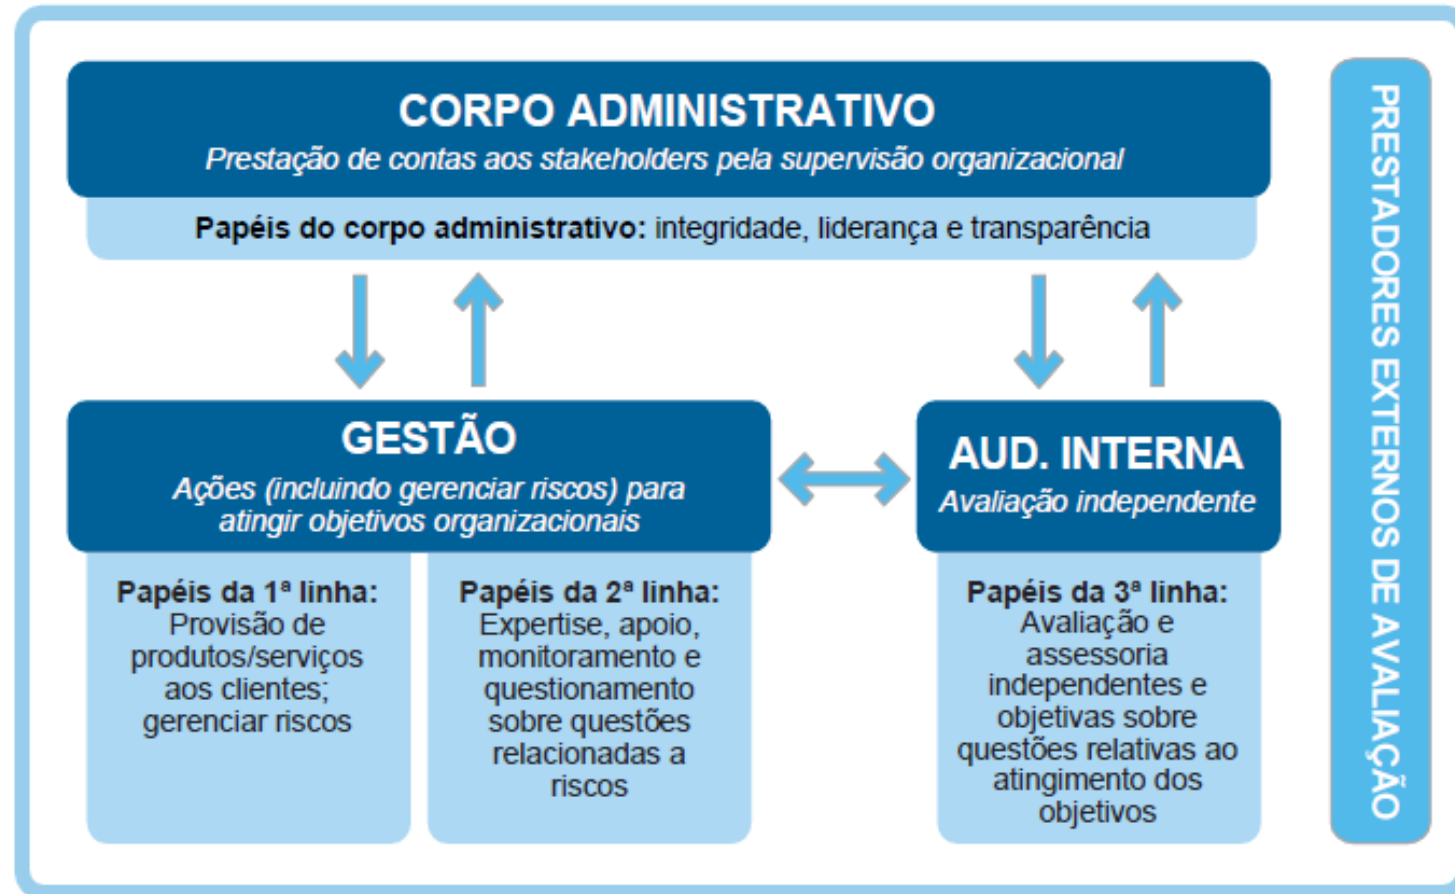 CORPO ADMINISTRATIVO
Prestação de contas aos stakeholders pela supervisão organizacional
Papéis do corpo administrativo: integridade, liderança e transparência
GESTÃO
Ações (incluindo gerenciar riscos) para
atingir objetivos organizacionais
Papéis da 1ª linha:
Provisão de
produtos/serviços
aos clientes;
gerenciar riscos
Papéis da 2ª linha:
Expertise, apoio,
monitoramento e
questionamento
sobre questões
relacionadas a
riscos
AUD. INTERNA
Avaliação independente
Papéis da 3ª linha:
Avaliação e
assessoria
independentes e
objetivas sobre
questões relativas ao
atingimento dos
objetivos
PRESTADORES EXTERNOS DE AVALIAÇÃO